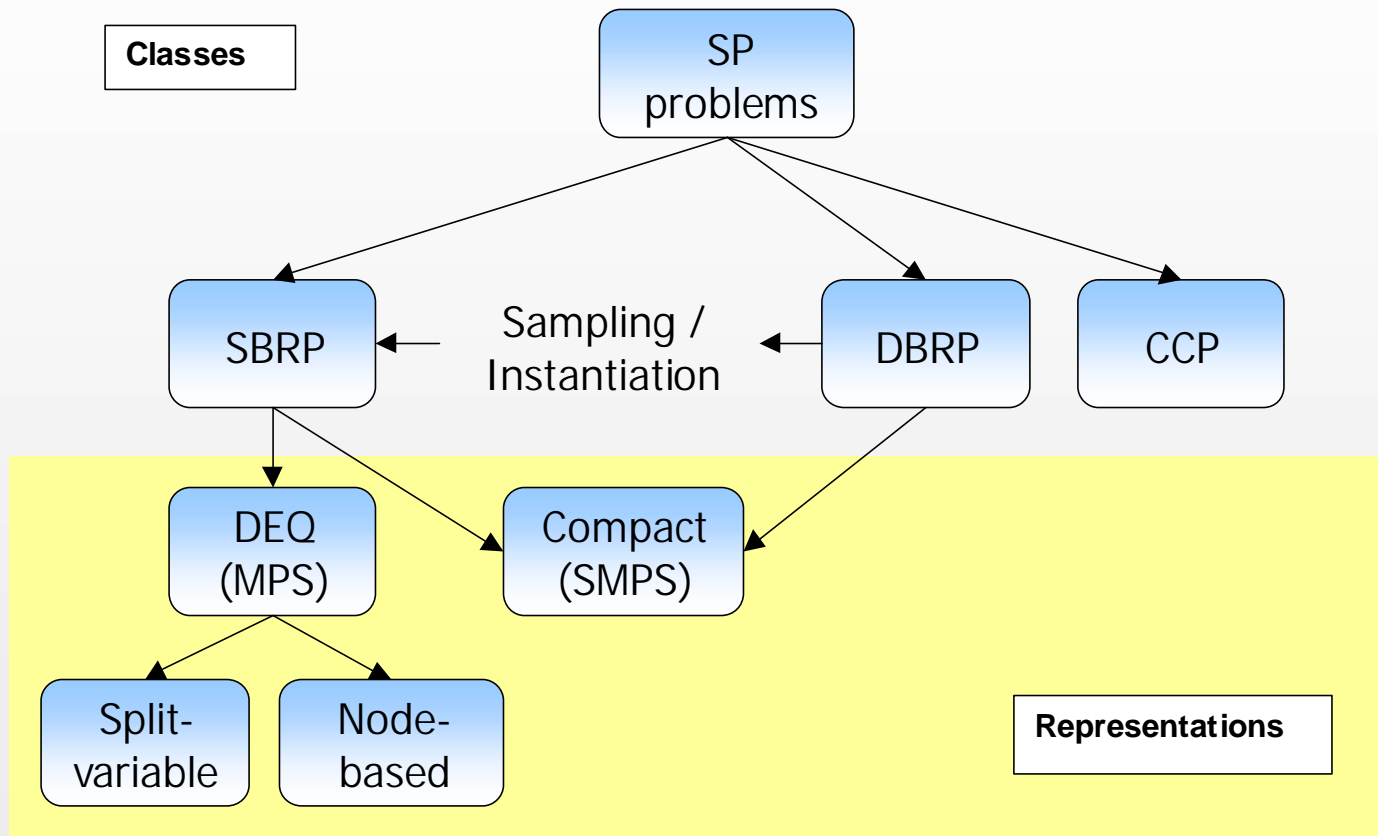 Classes
SP
problems
SBRP
Sampling /
Instantiation
DBRP
CCP
DEQ
(MPS)
Compact
(SMPS)
Split-
variable
Node-
based
Representations